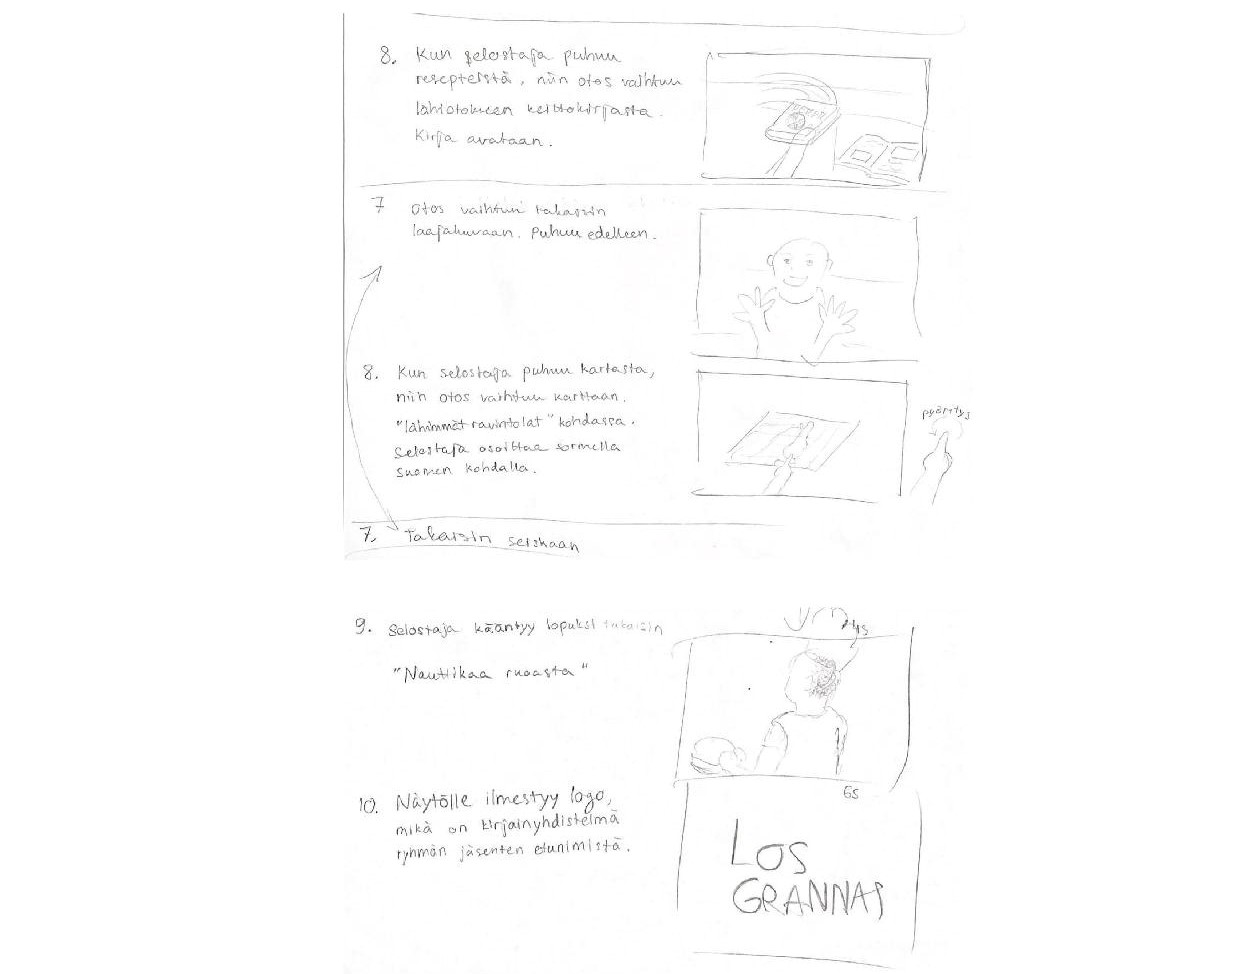 8. Kun selostaja puhuu
resepteistä, niin otos vaihtuu
lähiotokseen keittokirjasta.
Kirja avataan.
7 Otos vaihtuu takaisin
laajakuvaan. Puhuu edelleen.
8. Kun selostaja puhuu kartasta,
niin otos vaihtuu karttaan.
"lähimmät ravintolat" kohdassa.
Selostaja osoittaa sormella
Suomen kohdalla.
pyöritys
7. Takaisin seiskaan
9. Selostaja kääntyy lopuksi takaisin
"Nauttikaa ruoasta"
10. Näytölle ilmestyy logo,
mikä on kirjainyhdistelmä
ryhmän jäsenten etunimistä.
LOS
GRANNAS